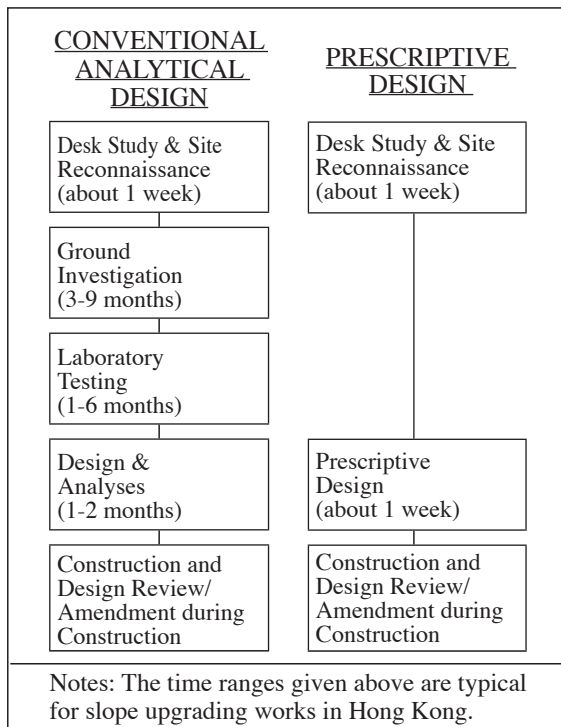 CONVENTIONAL
ANALYTICAL
DESIGN
Desk Study & Site
Reconnaissance
(about 1 week)
Ground
Investigation
(3-9 months)
Laboratory
Testing
(1-6 months)
Design &
Analyses
(1-2 months)
Construction and
Design Review/
Amendment during
Construction
PRESCRIPTIVE
DESIGN
Desk Study & Site
Reconnaissance
(about 1 week)
Prescriptive
Design
(about 1 week)
Construction and
Design Review/
Amendment during
Construction
Notes: The time ranges given above are typical
for slope upgrading works in Hong Kong.